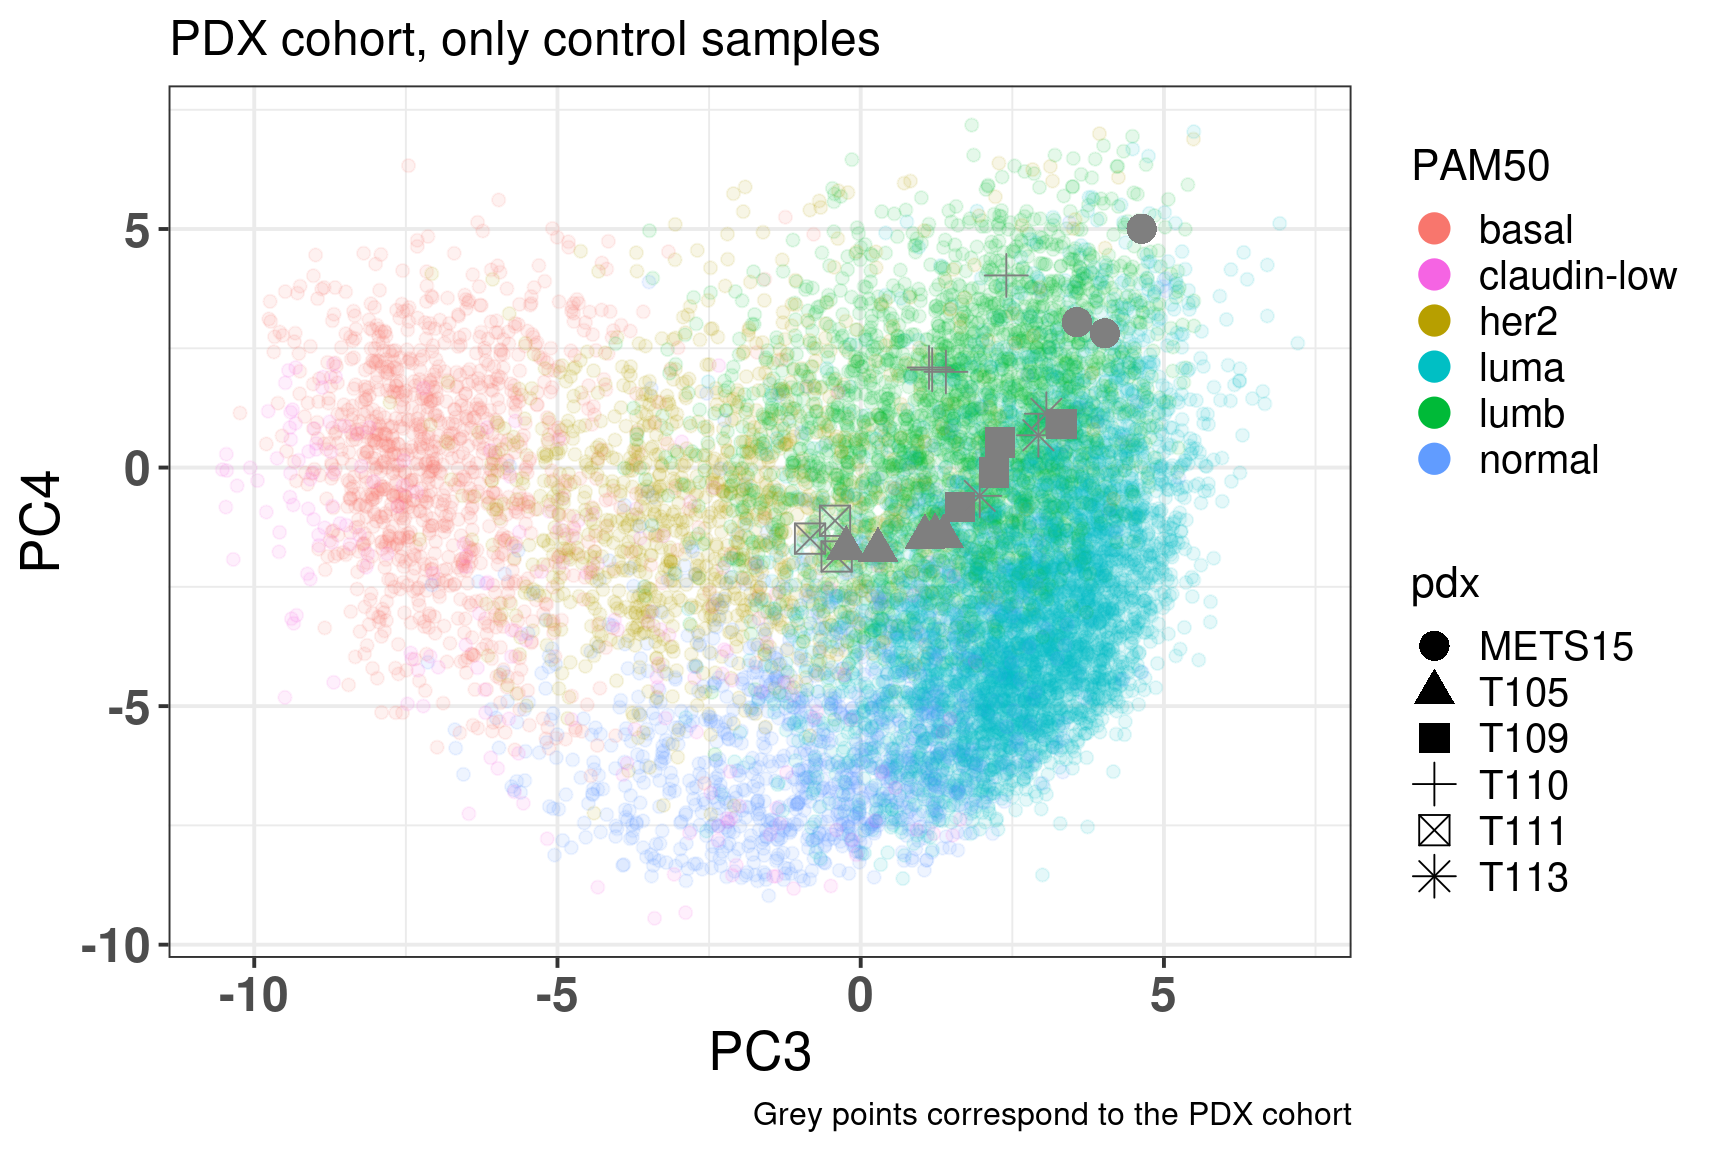 PDX cohort, only control samples
PC4
5
0
-5
-10
-10
-5
0
5
PC3
Grey points correspond to the PDX cohort
PAM50
basal
claudin-low
her2
luma
lumb
normal
pdx
METS15
T105
T109
T110
T111
T113